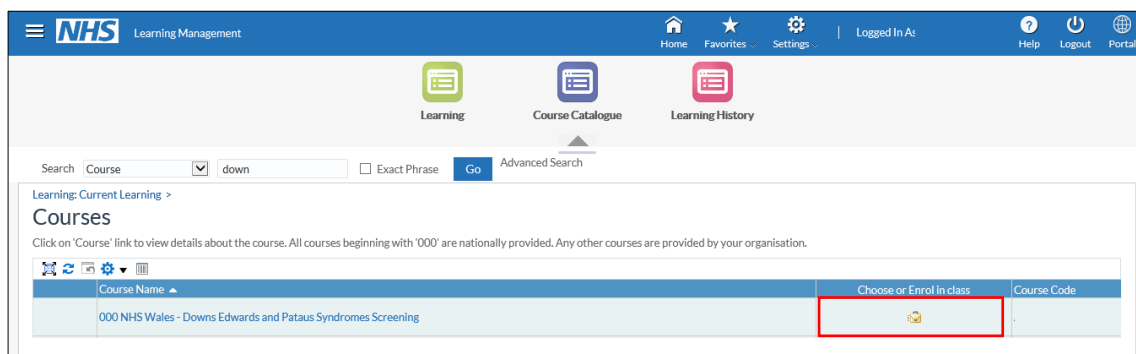 NHS Learning Management
Home Favorites Settings | Logged In As
Help Logout Portal
Learning Course Catalogue Learning History
Search Course down Exact Phrase Go Advanced Search
Learning: Current Learning >
Courses
Click on 'Course' link to view details about the course. All courses beginning with '000' are nationally provided. Any other courses are provided by your organisation.
Course Name Choose or Enrol in class Course Code
000 NHS Wales - Downs Edwards and Pataus Syndromes Screening .